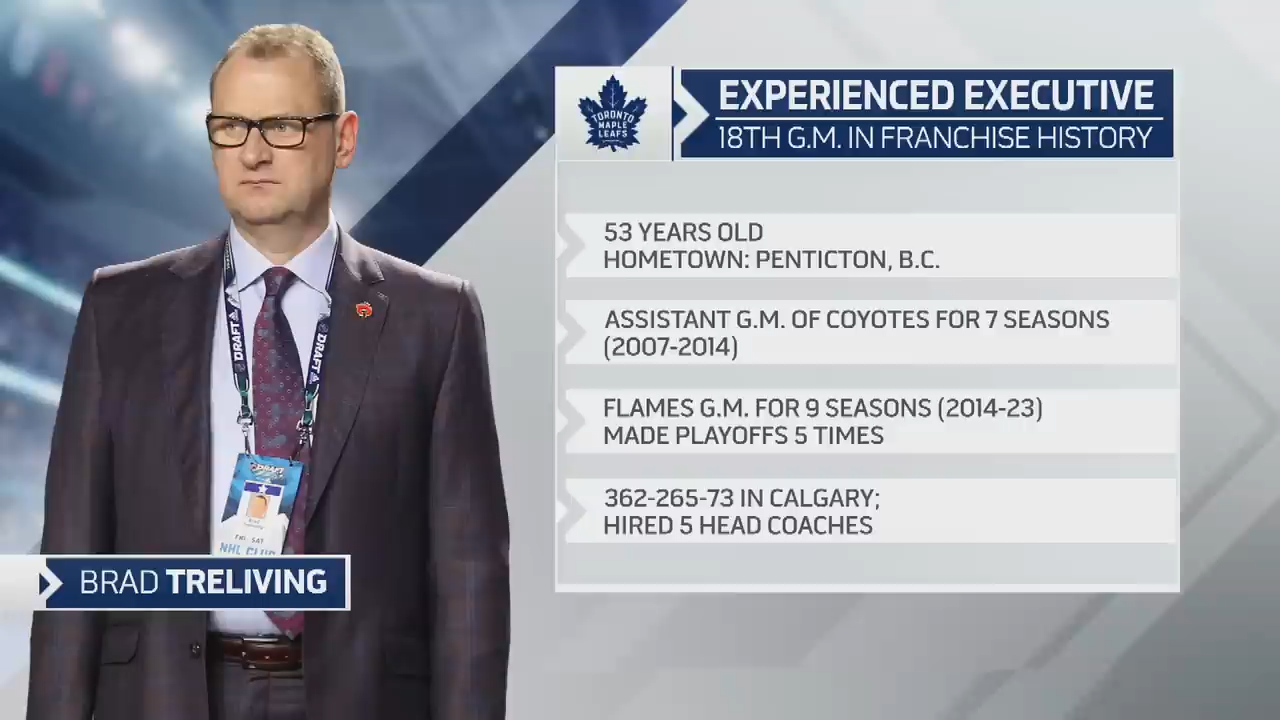 TORONTO
MAPLE
LEAFS
EXPERIENCED EXECUTIVE
18TH G.M. IN FRANCHISE HISTORY
53 YEARS OLD
HOMETOWN: PENTICTON, B.C.
ASSISTANT G.M. OF COYOTES FOR 7 SEASONS
(2007-2014)
FLAMES G.M. FOR 9 SEASONS (2014-23)
MADE PLAYOFFS 5 TIMES
362-265-73 IN CALGARY;
HIRED 5 HEAD COACHES
DRAFT
DRAFT
DRAFT
NHL CLUB
BRAD TRELIVING